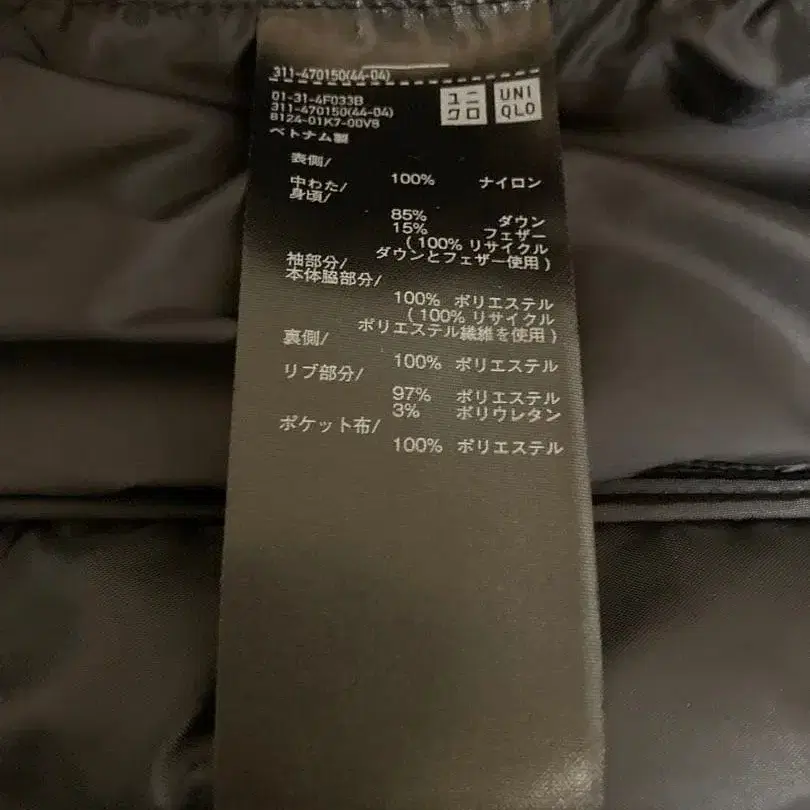 311-470150(44-04)
01-31-4F033B
311-470150(44-04)
8124-01K7-00V8
ユニ
クロ
UNI
QLO
ベトナム製
表側/
100% ナイロン
中わた/
身頃/
85% ダウン
15% フェザー
(100% リサイクル
ダウンとフェザー使用)
袖部分/
本体脇部分/
100% ポリエステル
(100% リサイクル
ポリエステル繊維を使用)
裏側/
100% ポリエステル
リブ部分/
97% ポリエステル
3% ポリウレタン
ポケット布/
100% ポリエステル